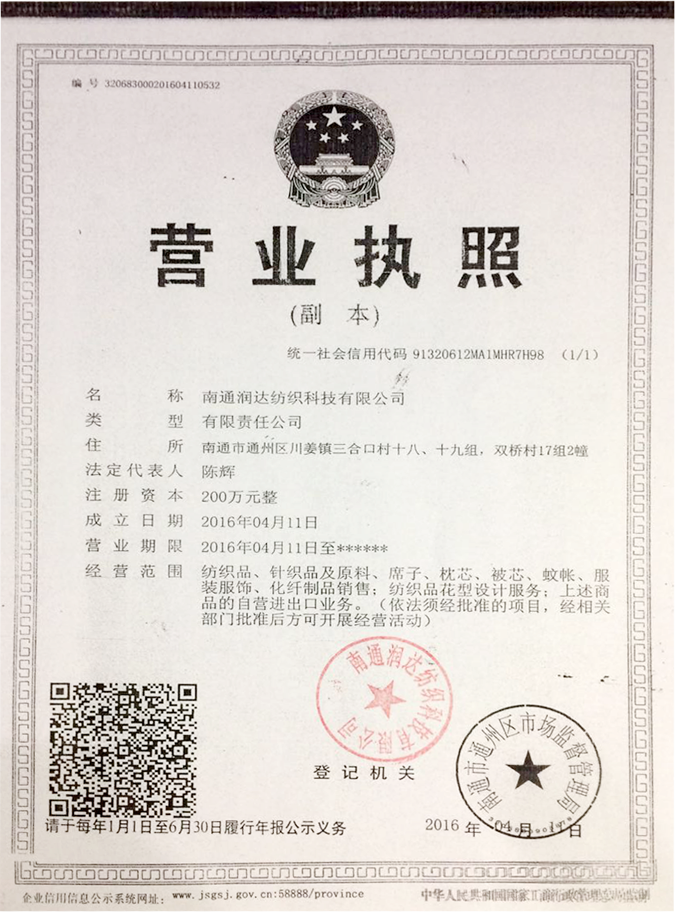 编 号 320683000201604110532
营业执照
(副 本)
统一社会信用代码 91320612MA1MHR7H98 (1/1)
名 称 南通润达纺织科技有限公司
类 型 有限责任公司
住 所 南通市通州区川姜镇三合口村十八、十九组，双桥村17组2幢
法定代表人 陈辉
注册资本 200万元整
成立日期 2016年04月11日
营业期限 2016年04月11日至******
经营范围 纺织品、针织品及原料、席子、枕芯、被芯、蚊帐、服
装服饰、化纤制品销售；纺织品花型设计服务；上述商
品的自营进出口业务。（依法须经批准的项目，经相关
部门批准后方可开展经营活动）
南通润达纺织科技有限公司
登记机关
南通市通州区市场监督管理局
2016 年 04 月 11 日
请于每年1月1日至6月30日履行年报公示义务
企业信用信息公示系统网址： www.jsgsj.gov.cn:58888/province
中华人民共和国国家工商行政管理总局监制